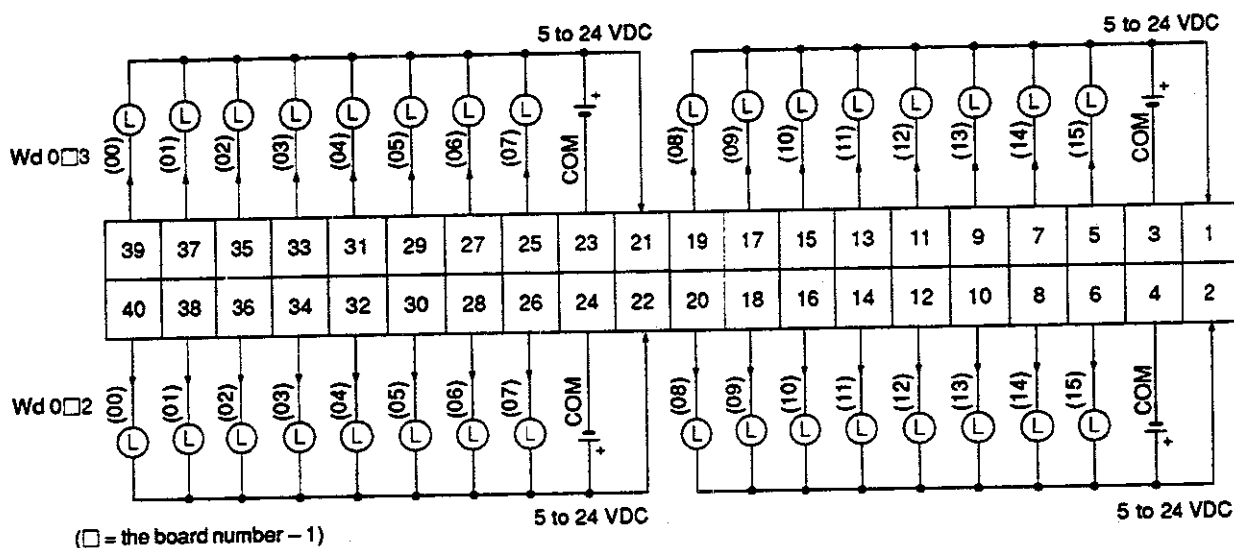 5 to 24 VDC 5 to 24 VDC
L L L L L L L L + L L L L L L L L +
Wd 0□3 (00) (01) (02) (03) (04) (05) (06) (07) COM (08) (09) (10) (11) (12) (13) (14) (15) COM
39 37 35 33 31 29 27 25 23 21 19 17 15 13 11 9 7 5 3 1
40 38 36 34 32 30 28 26 24 22 20 18 16 14 12 10 8 6 4 2
Wd 0□2 (00) (01) (02) (03) (04) (05) (06) (07) COM (08) (09) (10) (11) (12) (13) (14) (15) COM
L L L L L L L L + L L L L L L L L +
5 to 24 VDC 5 to 24 VDC
(□ = the board number – 1)